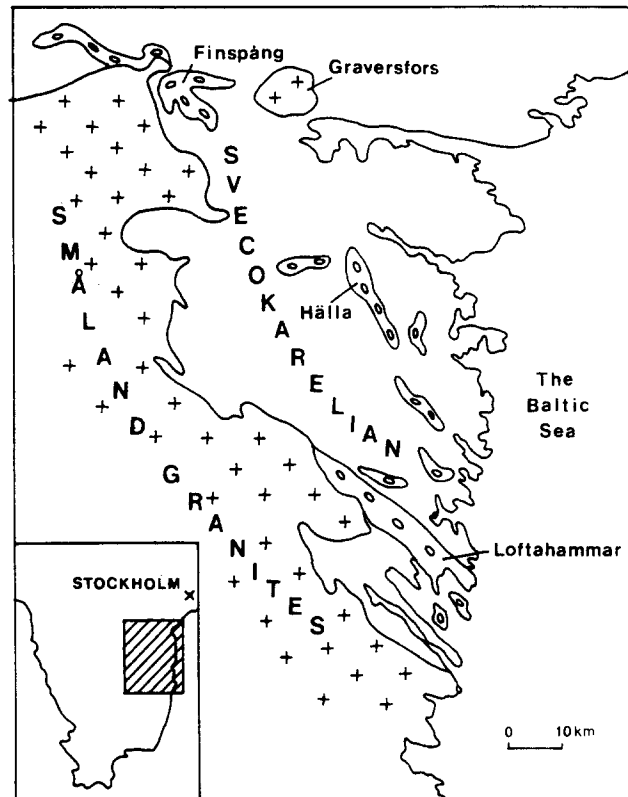 Finspång
Graversfors
SVECOKARELIAN
SMÅLAND GRANITES
Hälla
The
Baltic
Sea
Loftahammar
STOCKHOLM
0 10km